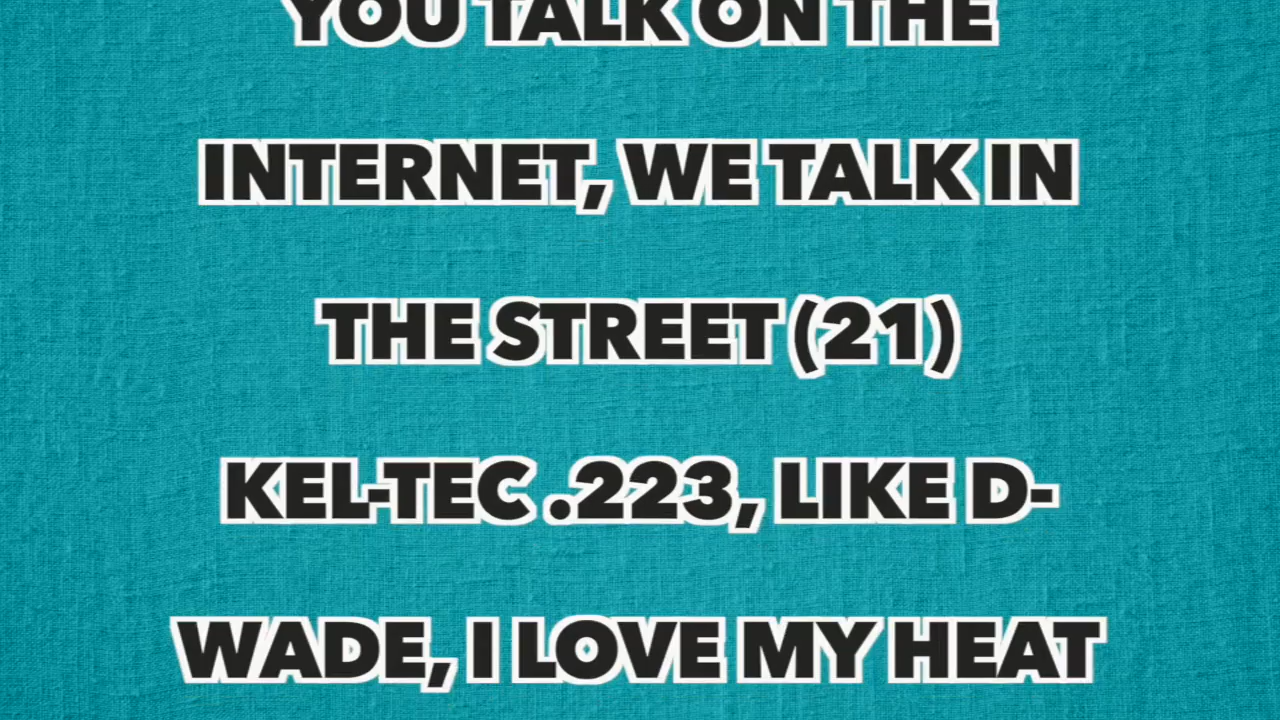 YOU TALK ON THE
INTERNET, WE TALK IN
THE STREET (21)
KEL-TEC .223, LIKE D-
WADE, I LOVE MY HEAT